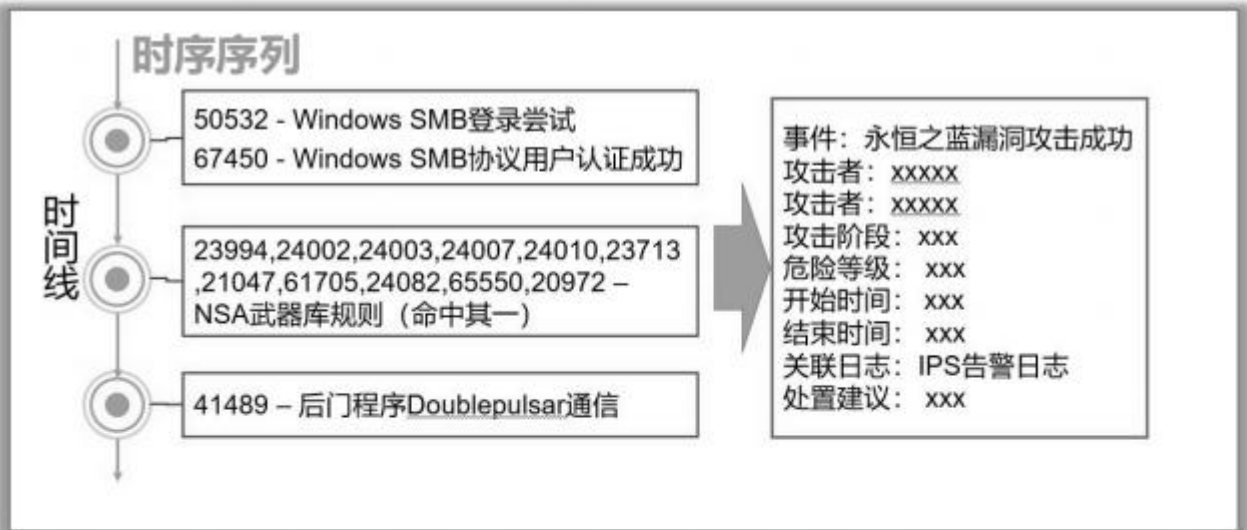 时序序列
时间线
50532 - Windows SMB登录尝试
67450 - Windows SMB协议用户认证成功
23994,24002,24003,24007,24010,23713
,21047,61705,24082,65550,20972 –
NSA武器库规则（命中其一）
41489 – 后门程序Doublepulsar通信
事件：永恒之蓝漏洞攻击成功
攻击者：xxxxx
攻击者：xxxxx
攻击阶段：xxx
危险等级： xxx
开始时间： xxx
结束时间： xxx
关联日志：IPS告警日志
处置建议： xxx